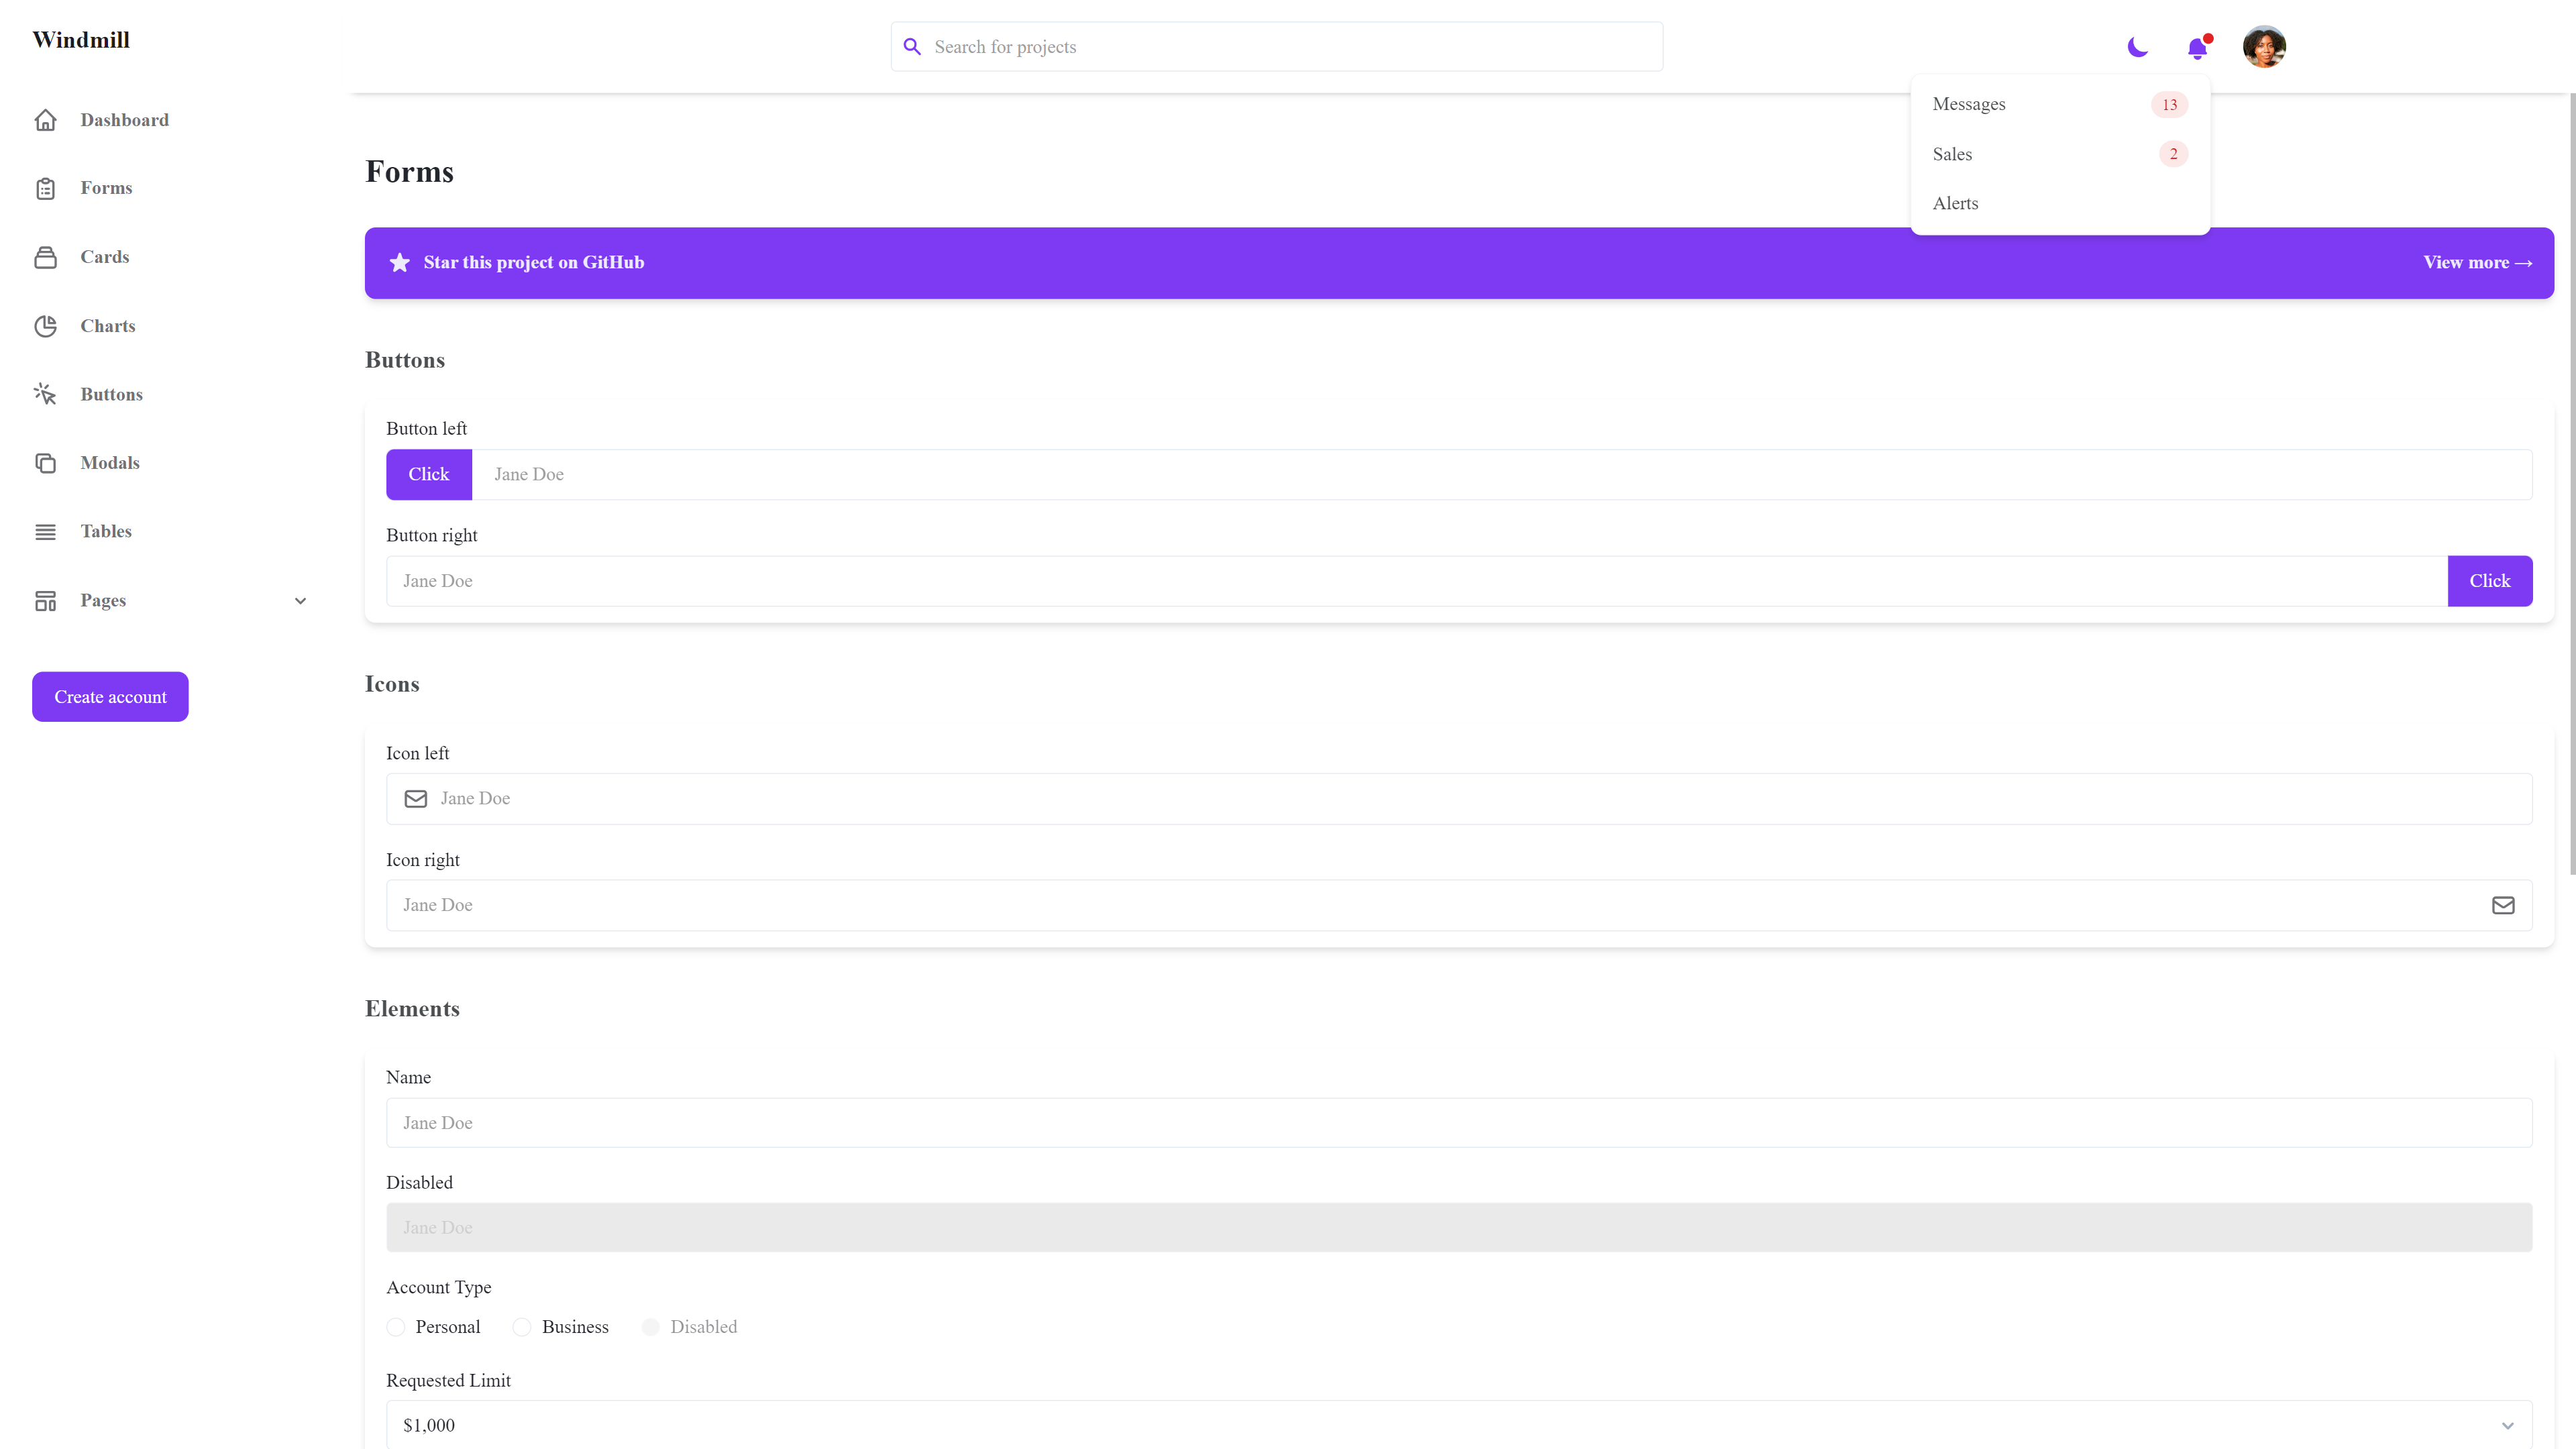 Windmill
Search for projects
Dashboard
Forms
Cards
Charts
Buttons
Modals
Tables
Pages
Create account
Messages 13
Sales 2
Alerts
Forms
Star this project on GitHub View more →
Buttons
Button left
Click Jane Doe
Button right
Jane Doe Click
Icons
Icon left
Jane Doe
Icon right
Jane Doe
Elements
Name
Jane Doe
Disabled
Jane Doe
Account Type
Personal Business Disabled
Requested Limit
$1,000